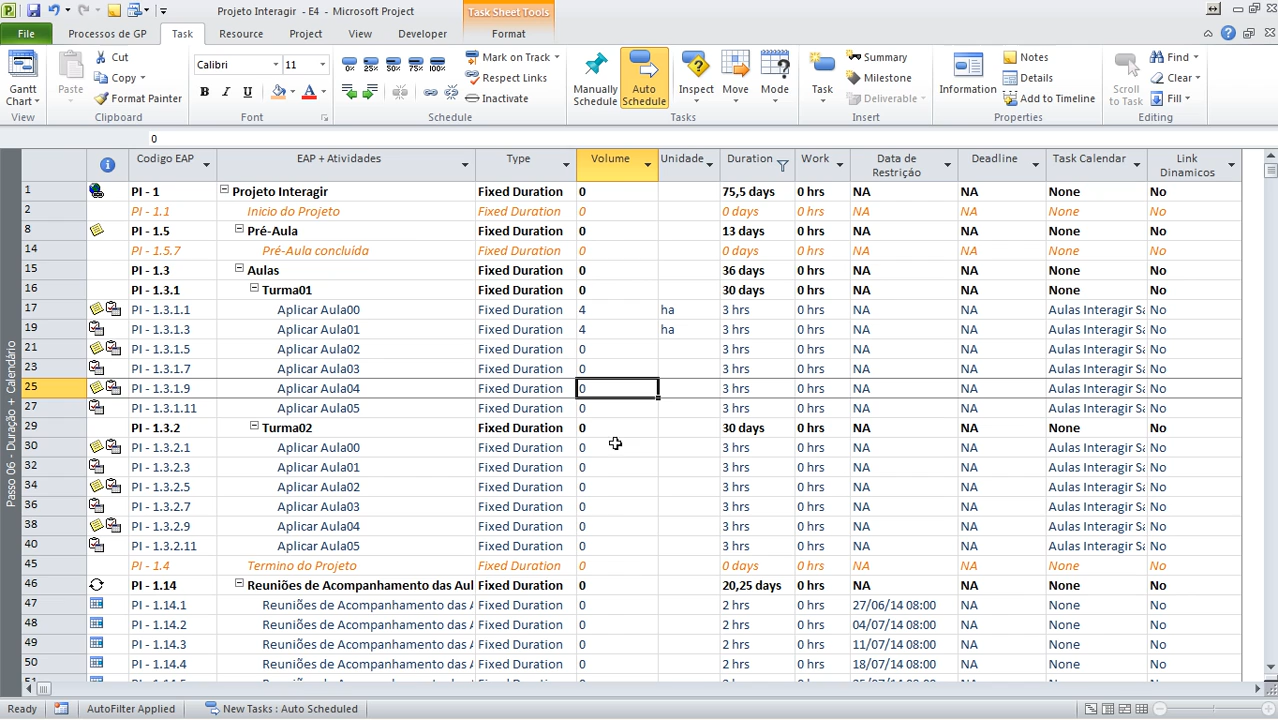 Projeto Interagir - E4 - Microsoft Project
Task Sheet Tools
File Processos de GP Task Resource Project View Developer Format
Gantt Chart
Paste
Cut
Copy
Format Painter
Calibri 11
B I U A
0% 25% 50% 75% 100%
Mark on Track
Respect Links
Inactivate
Manually Schedule
Auto Schedule
Inspect
Move
Mode
Task
Summary
Milestone
Deliverable
Information
Notes
Details
Add to Timeline
Scroll to Task
Find
Clear
Fill
View Clipboard Font Schedule Tasks Insert Properties Editing
0
Codigo EAP EAP + Atividades Type Volume Unidade Duration Work Data de Restrição Deadline Task Calendar Link Dinamicos
1 PI - 1 Projeto Interagir Fixed Duration 0 75,5 days 0 hrs NA NA None No
2 PI - 1.1 Inicio do Projeto Fixed Duration 0 0 days 0 hrs NA NA None No
8 PI - 1.5 Pré-Aula Fixed Duration 0 13 days 0 hrs NA NA None No
14 PI - 1.5.7 Pré-Aula concluída Fixed Duration 0 0 days 0 hrs NA NA None No
15 PI - 1.3 Aulas Fixed Duration 0 36 days 0 hrs NA NA None No
16 PI - 1.3.1 Turma01 Fixed Duration 0 30 days 0 hrs NA NA None No
17 PI - 1.3.1.1 Aplicar Aula00 Fixed Duration 4 ha 3 hrs 0 hrs NA NA Aulas Interagir Sa No
19 PI - 1.3.1.3 Aplicar Aula01 Fixed Duration 4 ha 3 hrs 0 hrs NA NA Aulas Interagir Sa No
21 PI - 1.3.1.5 Aplicar Aula02 Fixed Duration 0 3 hrs 0 hrs NA NA Aulas Interagir Sa No
23 PI - 1.3.1.7 Aplicar Aula03 Fixed Duration 0 3 hrs 0 hrs NA NA Aulas Interagir Sa No
25 PI - 1.3.1.9 Aplicar Aula04 Fixed Duration 0 3 hrs 0 hrs NA NA Aulas Interagir Sa No
27 PI - 1.3.1.11 Aplicar Aula05 Fixed Duration 0 3 hrs 0 hrs NA NA Aulas Interagir Sa No
29 PI - 1.3.2 Turma02 Fixed Duration 0 30 days 0 hrs NA NA None No
30 PI - 1.3.2.1 Aplicar Aula00 Fixed Duration 0 3 hrs 0 hrs NA NA Aulas Interagir Sa No
32 PI - 1.3.2.3 Aplicar Aula01 Fixed Duration 0 3 hrs 0 hrs NA NA Aulas Interagir Sa No
34 PI - 1.3.2.5 Aplicar Aula02 Fixed Duration 0 3 hrs 0 hrs NA NA Aulas Interagir Sa No
36 PI - 1.3.2.7 Aplicar Aula03 Fixed Duration 0 3 hrs 0 hrs NA NA Aulas Interagir Sa No
38 PI - 1.3.2.9 Aplicar Aula04 Fixed Duration 0 3 hrs 0 hrs NA NA Aulas Interagir Sa No
40 PI - 1.3.2.11 Aplicar Aula05 Fixed Duration 0 3 hrs 0 hrs NA NA Aulas Interagir Sa No
45 PI - 1.4 Termino do Projeto Fixed Duration 0 0 days 0 hrs NA NA None No
46 PI - 1.14 Reuniões de Acompanhamento das Aul Fixed Duration 0 20,25 days 0 hrs NA NA None No
47 PI - 1.14.1 Reuniões de Acompanhamento das A Fixed Duration 0 2 hrs 0 hrs 27/06/14 08:00 NA None No
48 PI - 1.14.2 Reuniões de Acompanhamento das A Fixed Duration 0 2 hrs 0 hrs 04/07/14 08:00 NA None No
49 PI - 1.14.3 Reuniões de Acompanhamento das A Fixed Duration 0 2 hrs 0 hrs 11/07/14 08:00 NA None No
50 PI - 1.14.4 Reuniões de Acompanhamento das A Fixed Duration 0 2 hrs 0 hrs 18/07/14 08:00 NA None No
Passo 06 - Duração + Calendário
Ready AutoFilter Applied New Tasks : Auto Scheduled